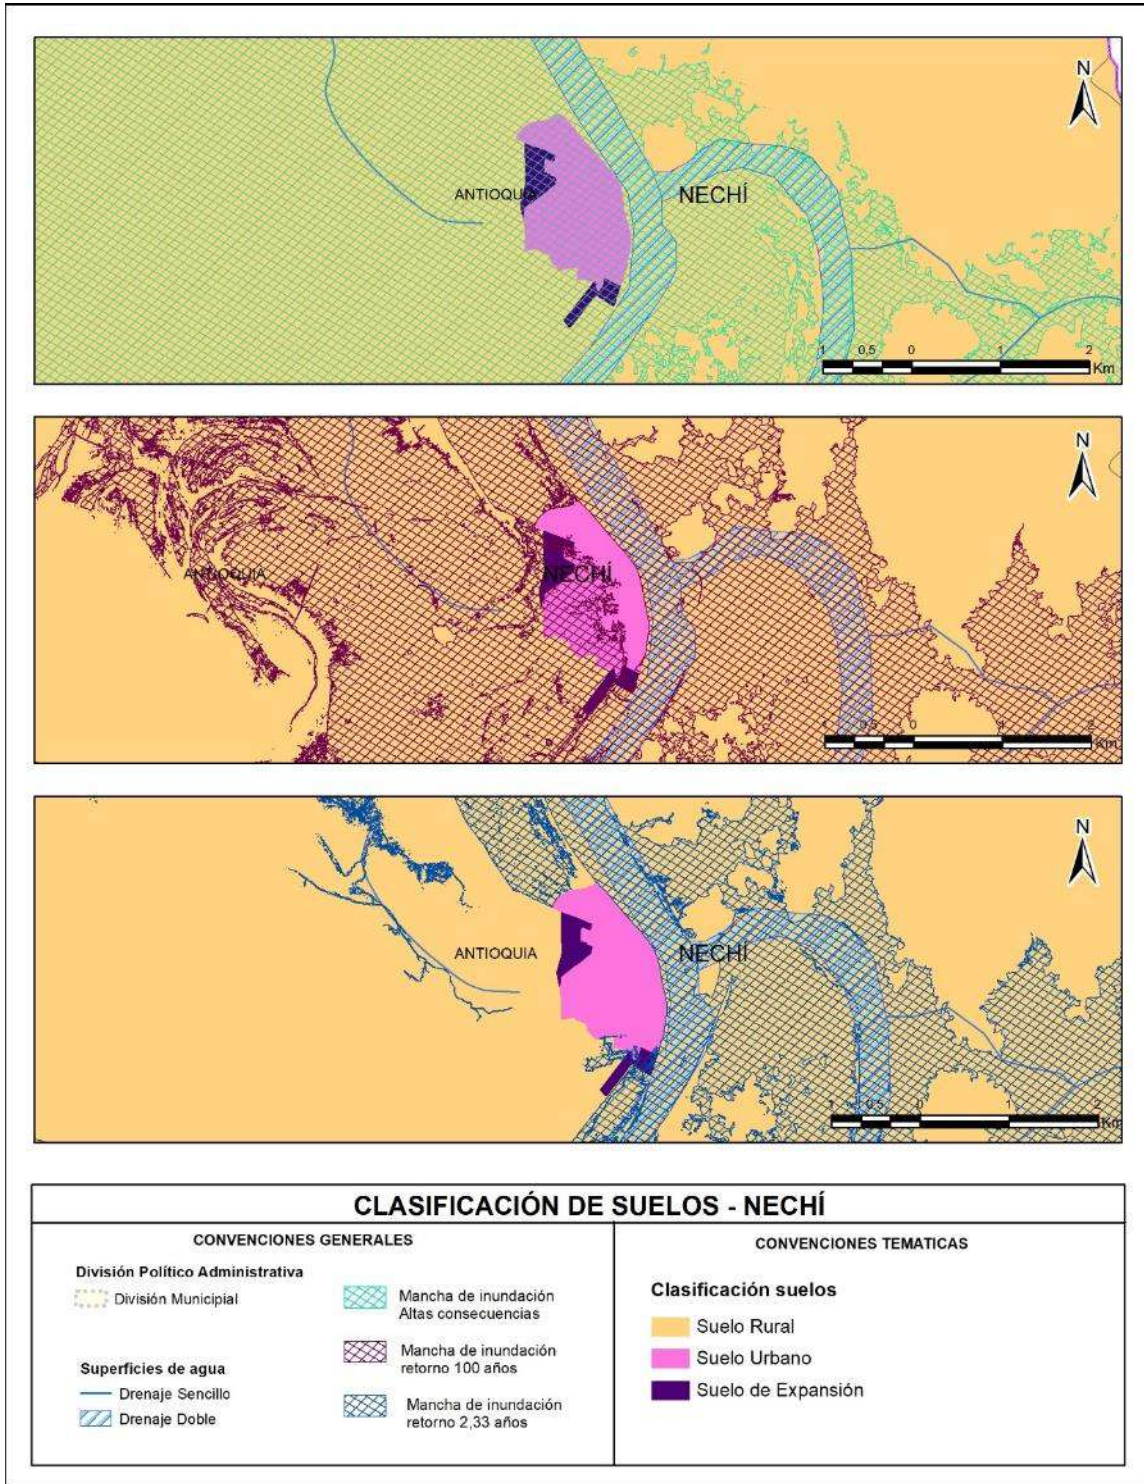 N
ANTIOQUIA
NECHÍ
1 0,5 0 1 2
Km
N
ANTIOQUIA
NECHÍ
1 0,5 0 1 2
Km
N
ANTIOQUIA
NECHÍ
1 0,5 0 1 2
Km
CLASIFICACIÓN DE SUELOS - NECHÍ
CONVENCIONES GENERALES
División Político Administrativa
División Municipial
Superficies de agua
Drenaje Sencillo
Drenaje Doble
Mancha de inundación
Altas consecuencias
Mancha de inundación
retorno 100 años
Mancha de inundación
retorno 2,33 años
CONVENCIONES TEMATICAS
Clasificación suelos
Suelo Rural
Suelo Urbano
Suelo de Expansión